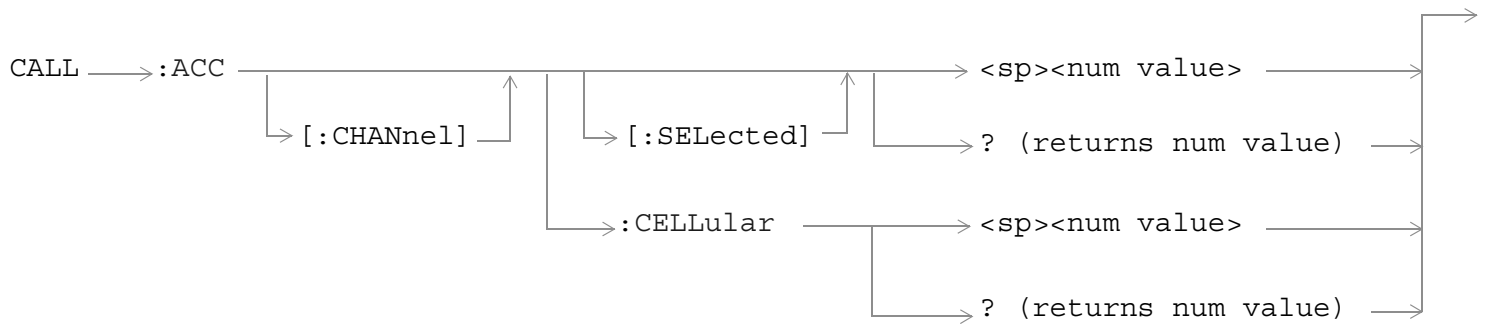 CALL :ACC <sp><num value>
[:CHANnel] [:SELected] ? (returns num value)
:CELLular <sp><num value>
? (returns num value)